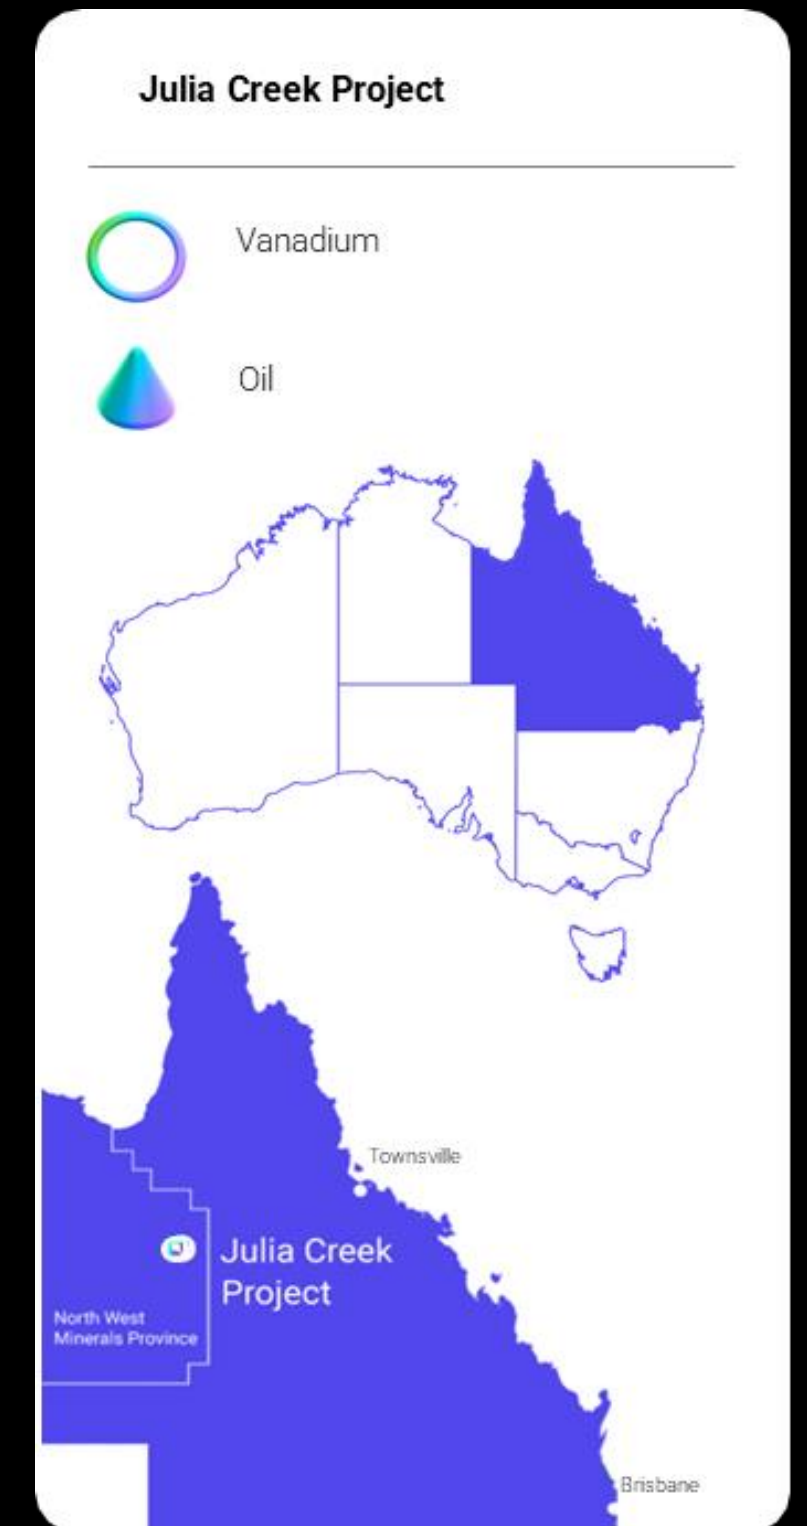 Julia Creek Project
Vanadium
Oil
Townsville
Julia Creek
Project
North West
Minerals Province
Brisbane